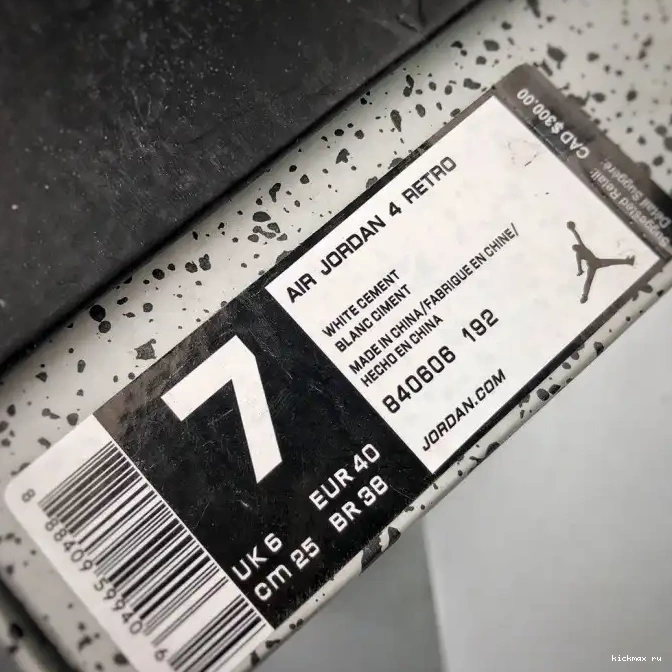 CAD $300.00
Suggested Retail:
Détail Suggéré:
AIR JORDAN 4 RETRO
WHITE CEMENT
BLANC CIMENT
MADE IN CHINA/FABRIQUE EN CHINE/
HECHO EN CHINA
840606 192
JORDAN.COM
7
UK 6 EUR 40
CM 25 BR 38
8 88409 59940 6
kickmax ru